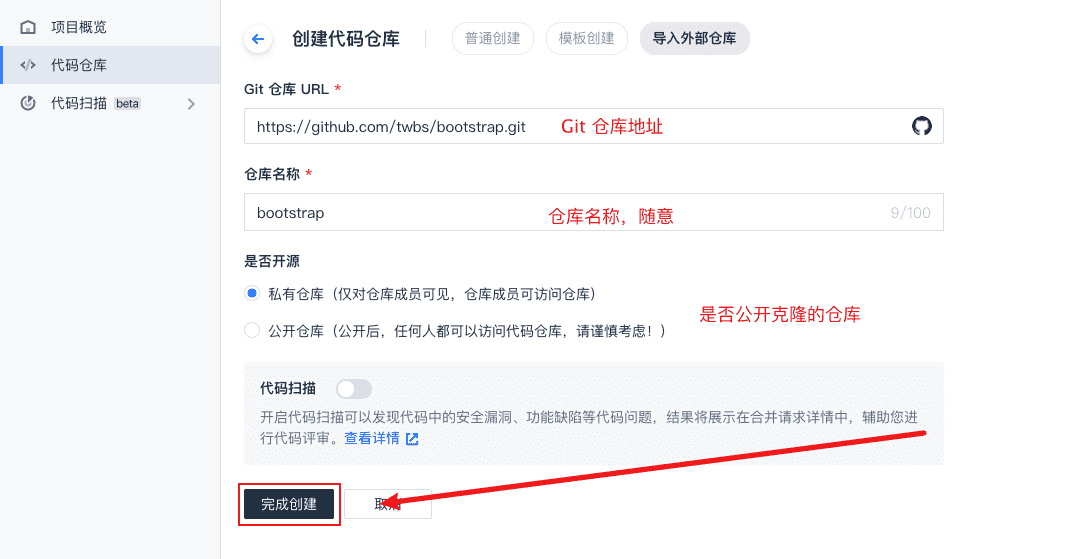 项目概览
代码仓库
代码扫描 beta
创建代码仓库 普通创建 模板创建 导入外部仓库
Git 仓库 URL *
https://github.com/twbs/bootstrap.git Git 仓库地址
仓库名称 *
bootstrap 仓库名称，随意 9/100
是否开源
私有仓库（仅对仓库成员可见，仓库成员可访问仓库）
是否公开克隆的仓库
公开仓库（公开后，任何人都可以访问代码仓库，请谨慎考虑！）
代码扫描
开启代码扫描可以发现代码中的安全漏洞、功能缺陷等代码问题，结果将展示在合并请求详情中，辅助您进
行代码评审。查看详情
完成创建 取消